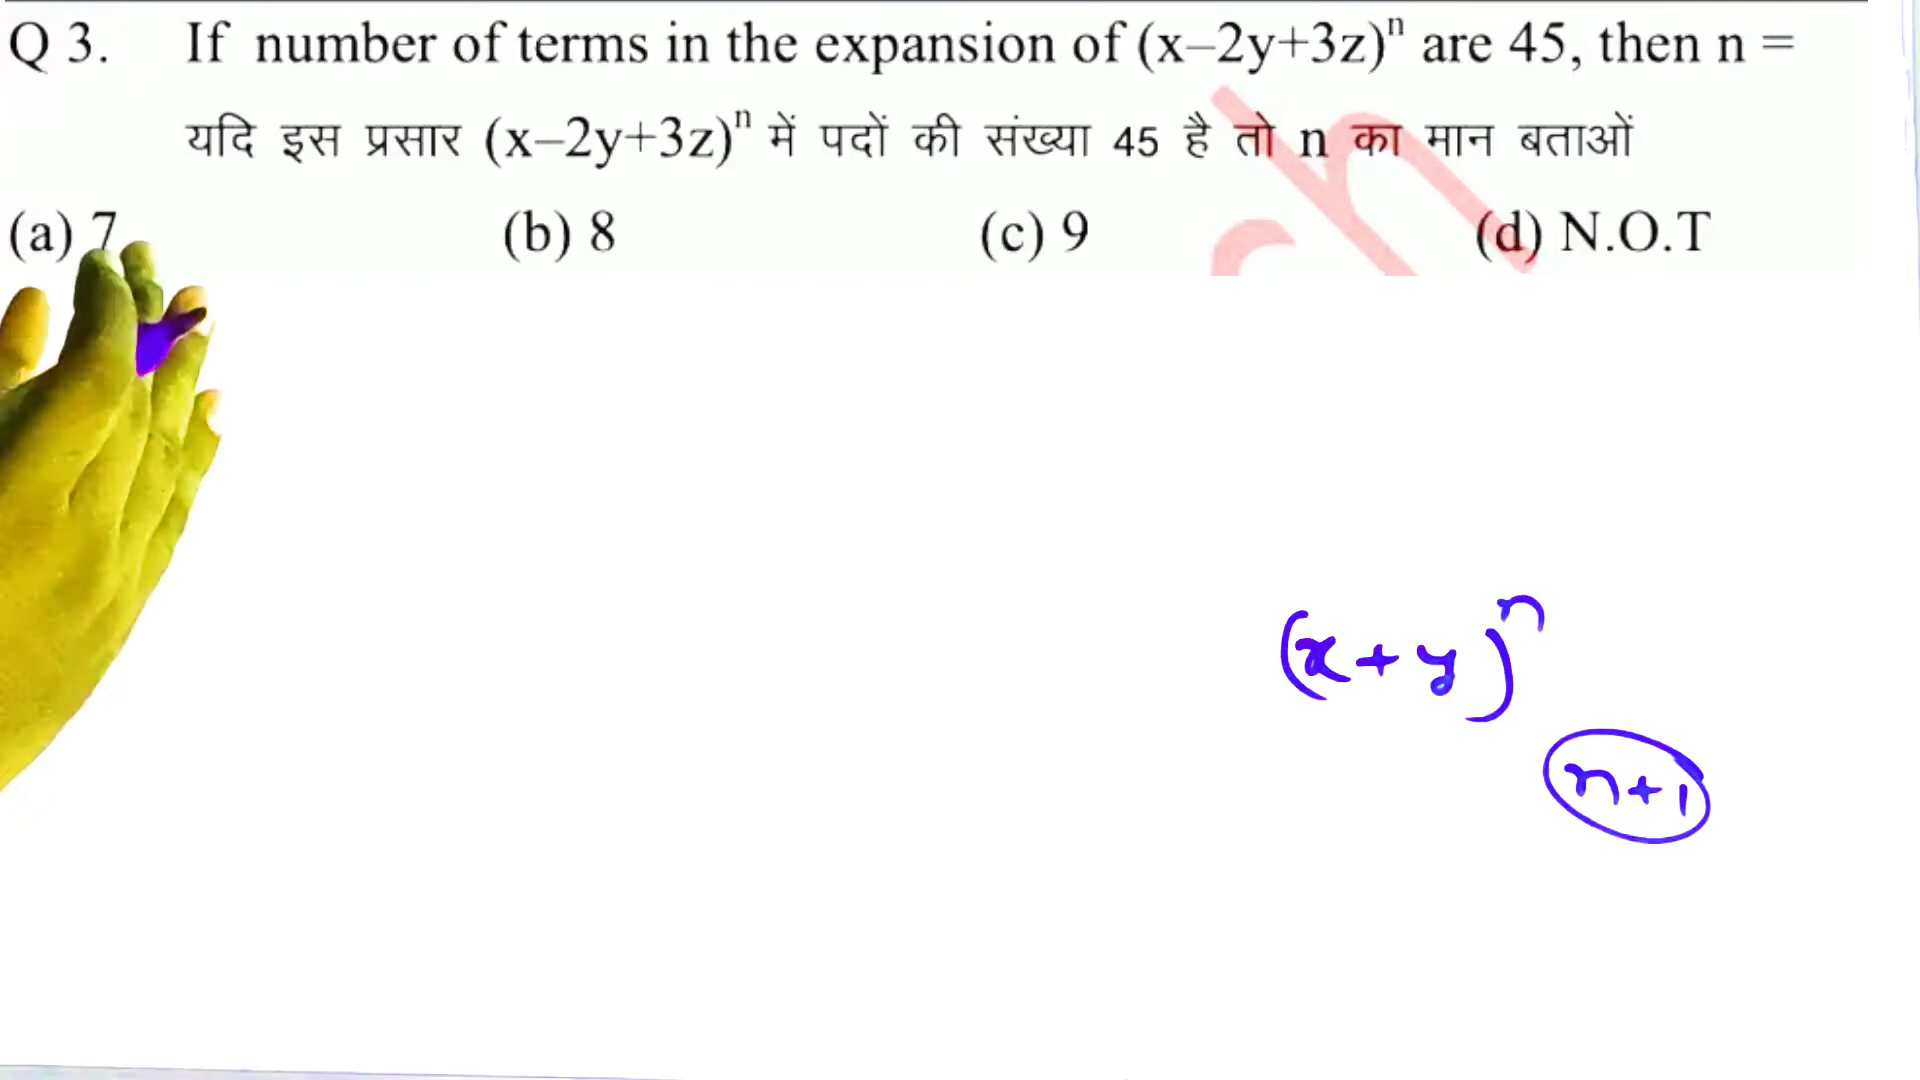 Q 3. If number of terms in the expansion of (x–2y+3z)ⁿ are 45, then n =
यदि इस प्रसार (x–2y+3z)ⁿ में पदों की संख्या 45 है तो n का मान बताओं
(a) 7 (b) 8 (c) 9 (d) N.O.T
(x+y)ⁿ
n+1